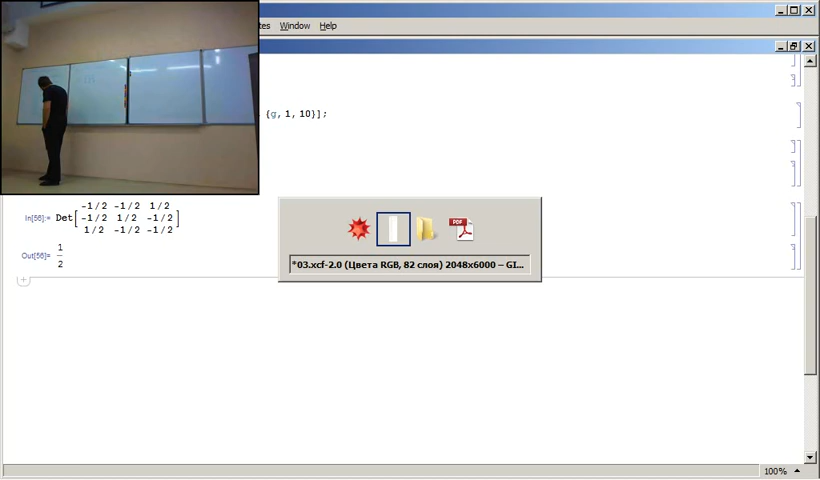 tes Window Help
{g, 1, 10}];
In[56]:= Det[
-1/2 -1/2 1/2
-1/2 1/2 -1/2
1/2 -1/2 -1/2
]
Out[56]= 1
2
PDF
*03.xcf-2.0 (Цвета RGB, 82 слоя) 2048x6000 – GI...
100%